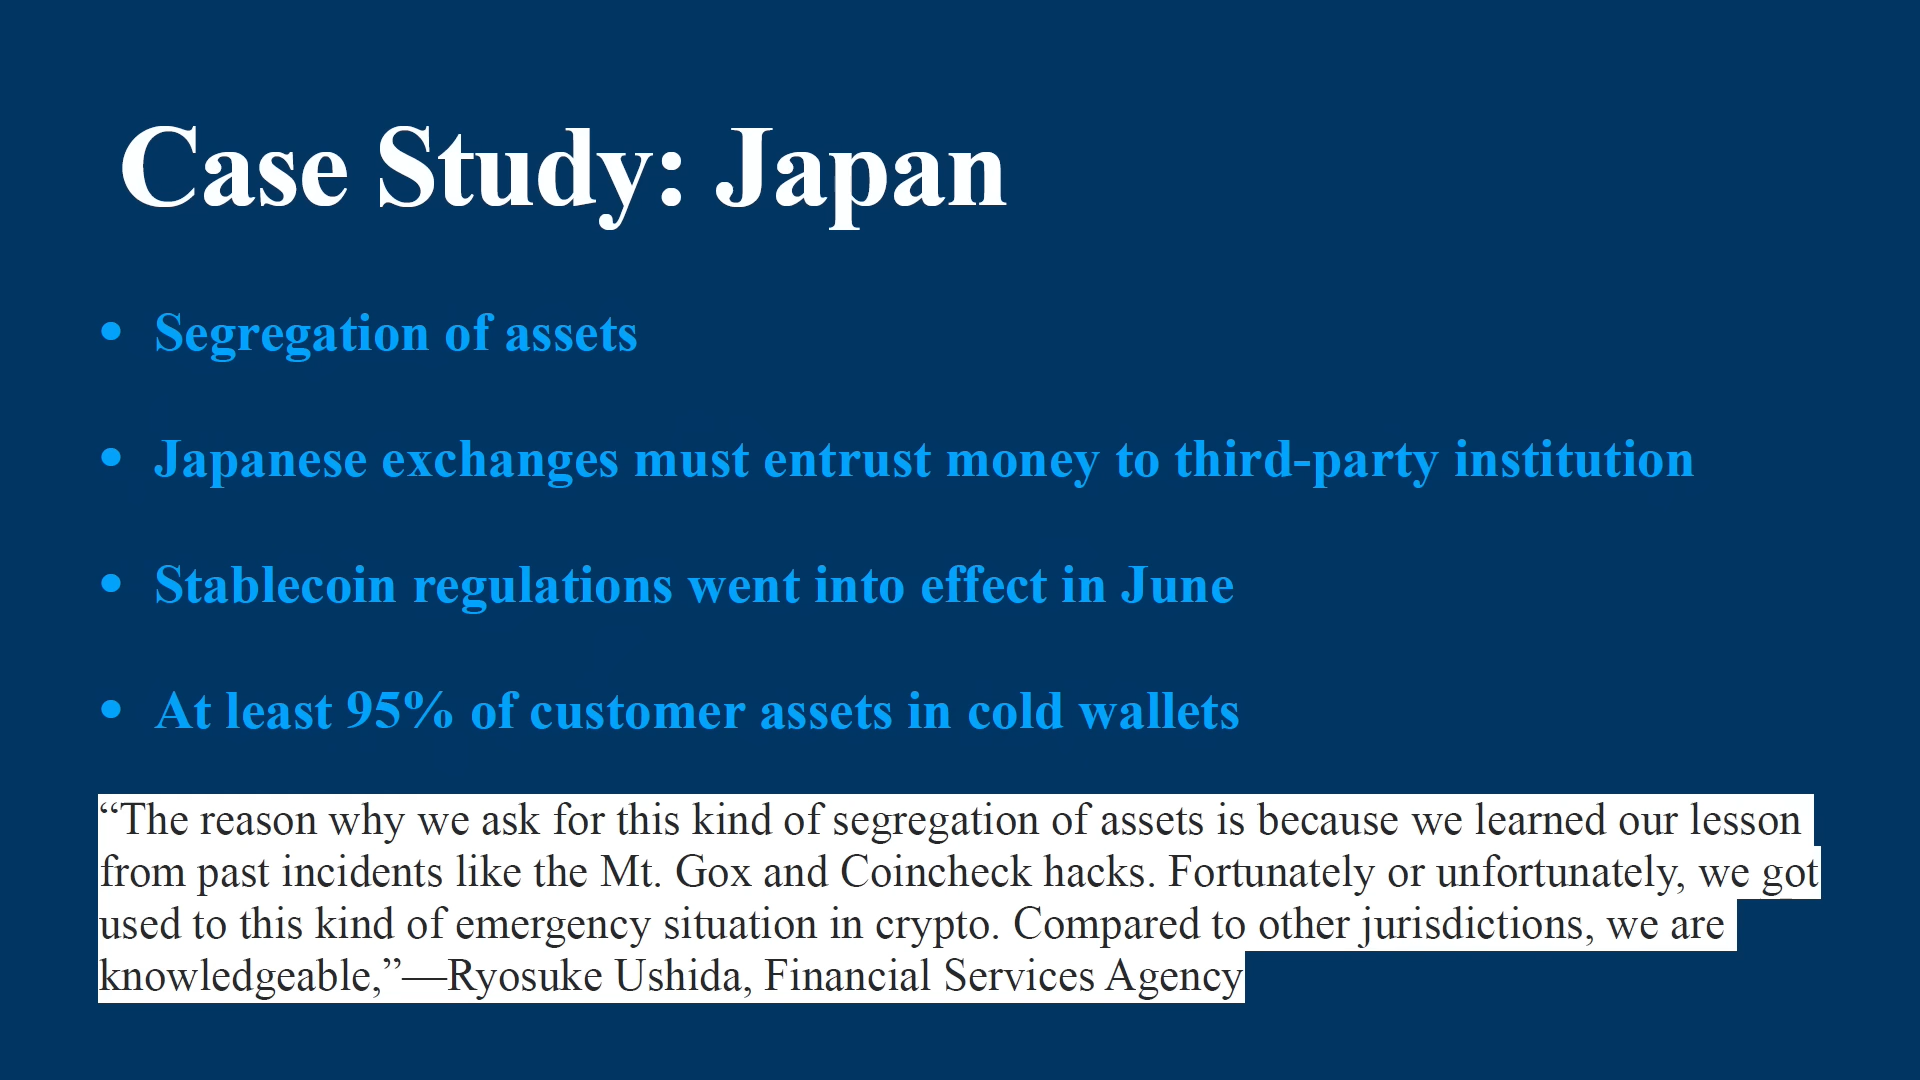 Case Study: Japan
• Segregation of assets
• Japanese exchanges must entrust money to third-party institution
• Stablecoin regulations went into effect in June
• At least 95% of customer assets in cold wallets
“The reason why we ask for this kind of segregation of assets is because we learned our lesson
from past incidents like the Mt. Gox and Coincheck hacks. Fortunately or unfortunately, we got
used to this kind of emergency situation in crypto. Compared to other jurisdictions, we are
knowledgeable,”—Ryosuke Ushida, Financial Services Agency